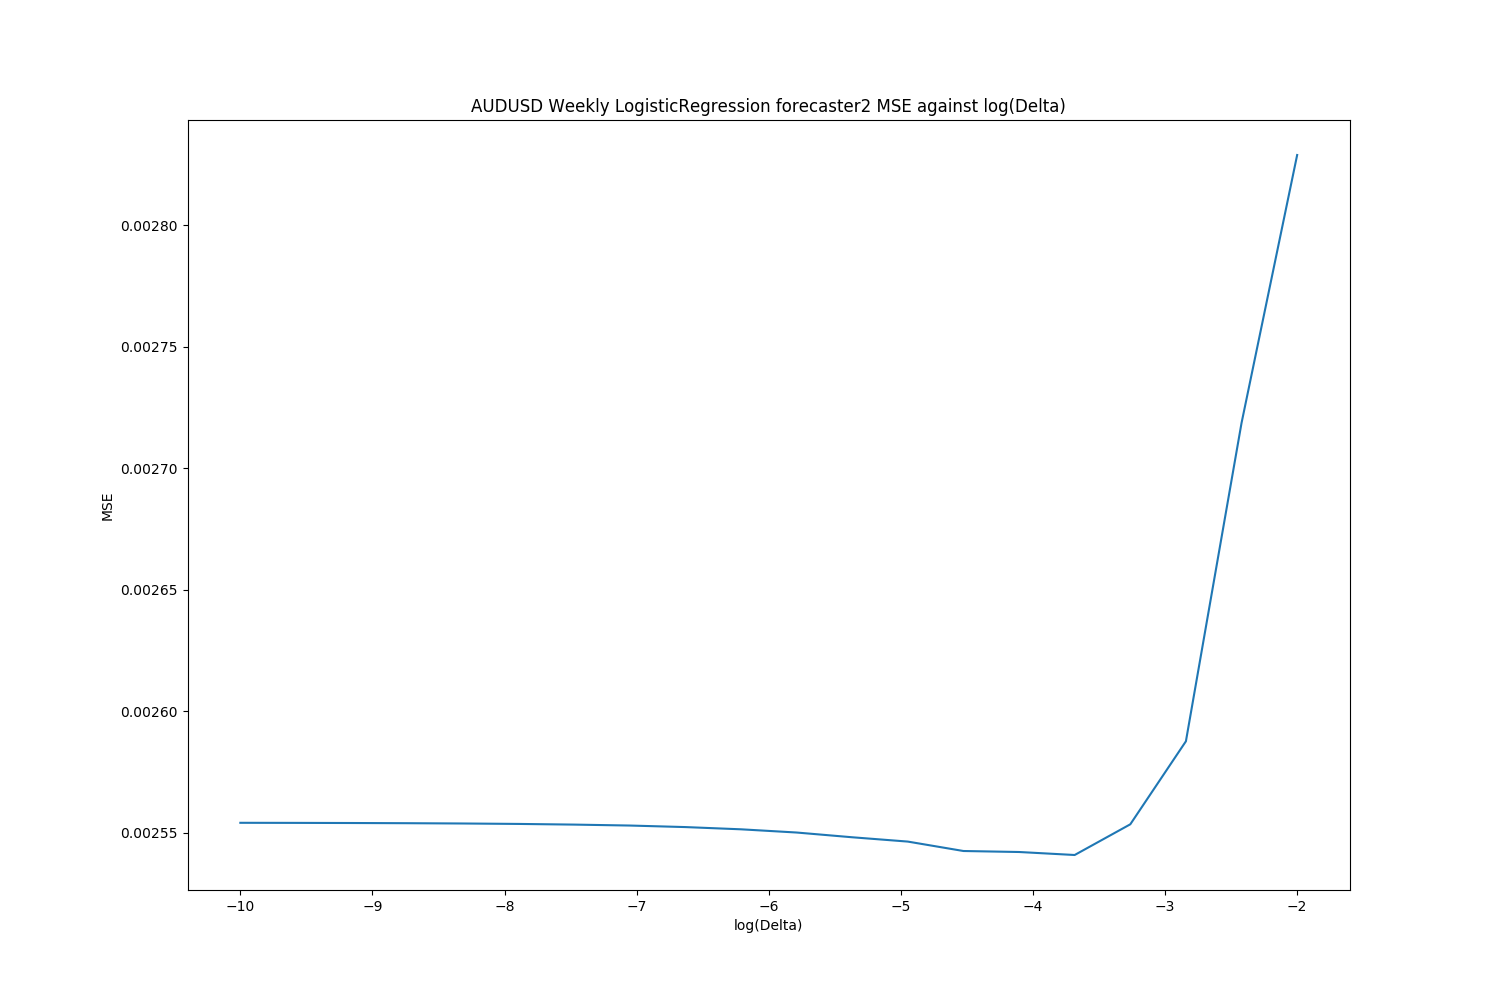 AUDUSD Weekly LogisticRegression forecaster2 MSE against log(Delta)
0.00280
0.00275
0.00270
0.00265
0.00260
0.00255
MSE
−10 −9 −8 −7 −6 −5 −4 −3 −2
log(Delta)